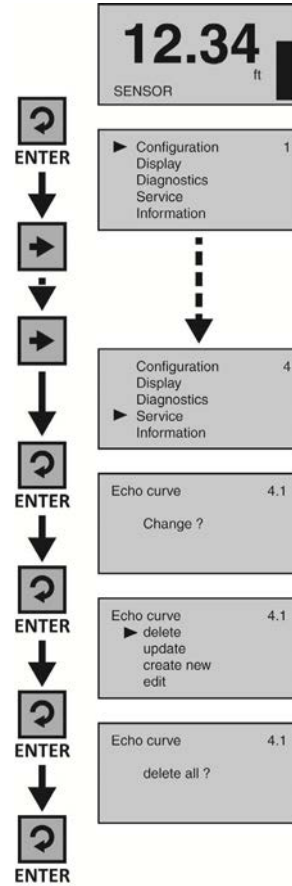 12.34
ft
SENSOR
ENTER
Configuration 1
Display
Diagnostics
Service
Information
Configuration 4
Display
Diagnostics
Service
Information
ENTER
Echo curve 4.1
Change ?
ENTER
Echo curve 4.1
delete
update
create new
edit
ENTER
Echo curve 4.1
delete all ?
ENTER